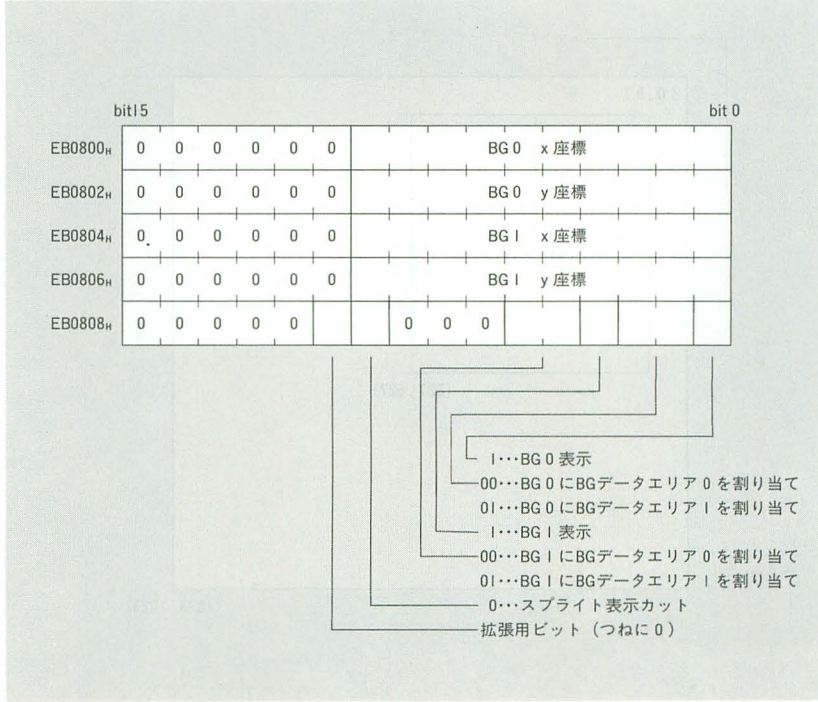 bit15 bit 0
EB0800H 0 0 0 0 0 0 BG 0 x 座標
EB0802H 0 0 0 0 0 0 BG 0 y 座標
EB0804H 0 0 0 0 0 0 BG 1 x 座標
EB0806H 0 0 0 0 0 0 BG 1 y 座標
EB0808H 0 0 0 0 0 0 0 0
1…BG 0 表示
00…BG 0 にBGデータエリア 0 を割り当て
01…BG 0 にBGデータエリア 1 を割り当て
1…BG 1 表示
00…BG 1 にBGデータエリア 0 を割り当て
01…BG 1 にBGデータエリア 1 を割り当て
0…スプライト表示カット
拡張用ビット (つねに 0 )